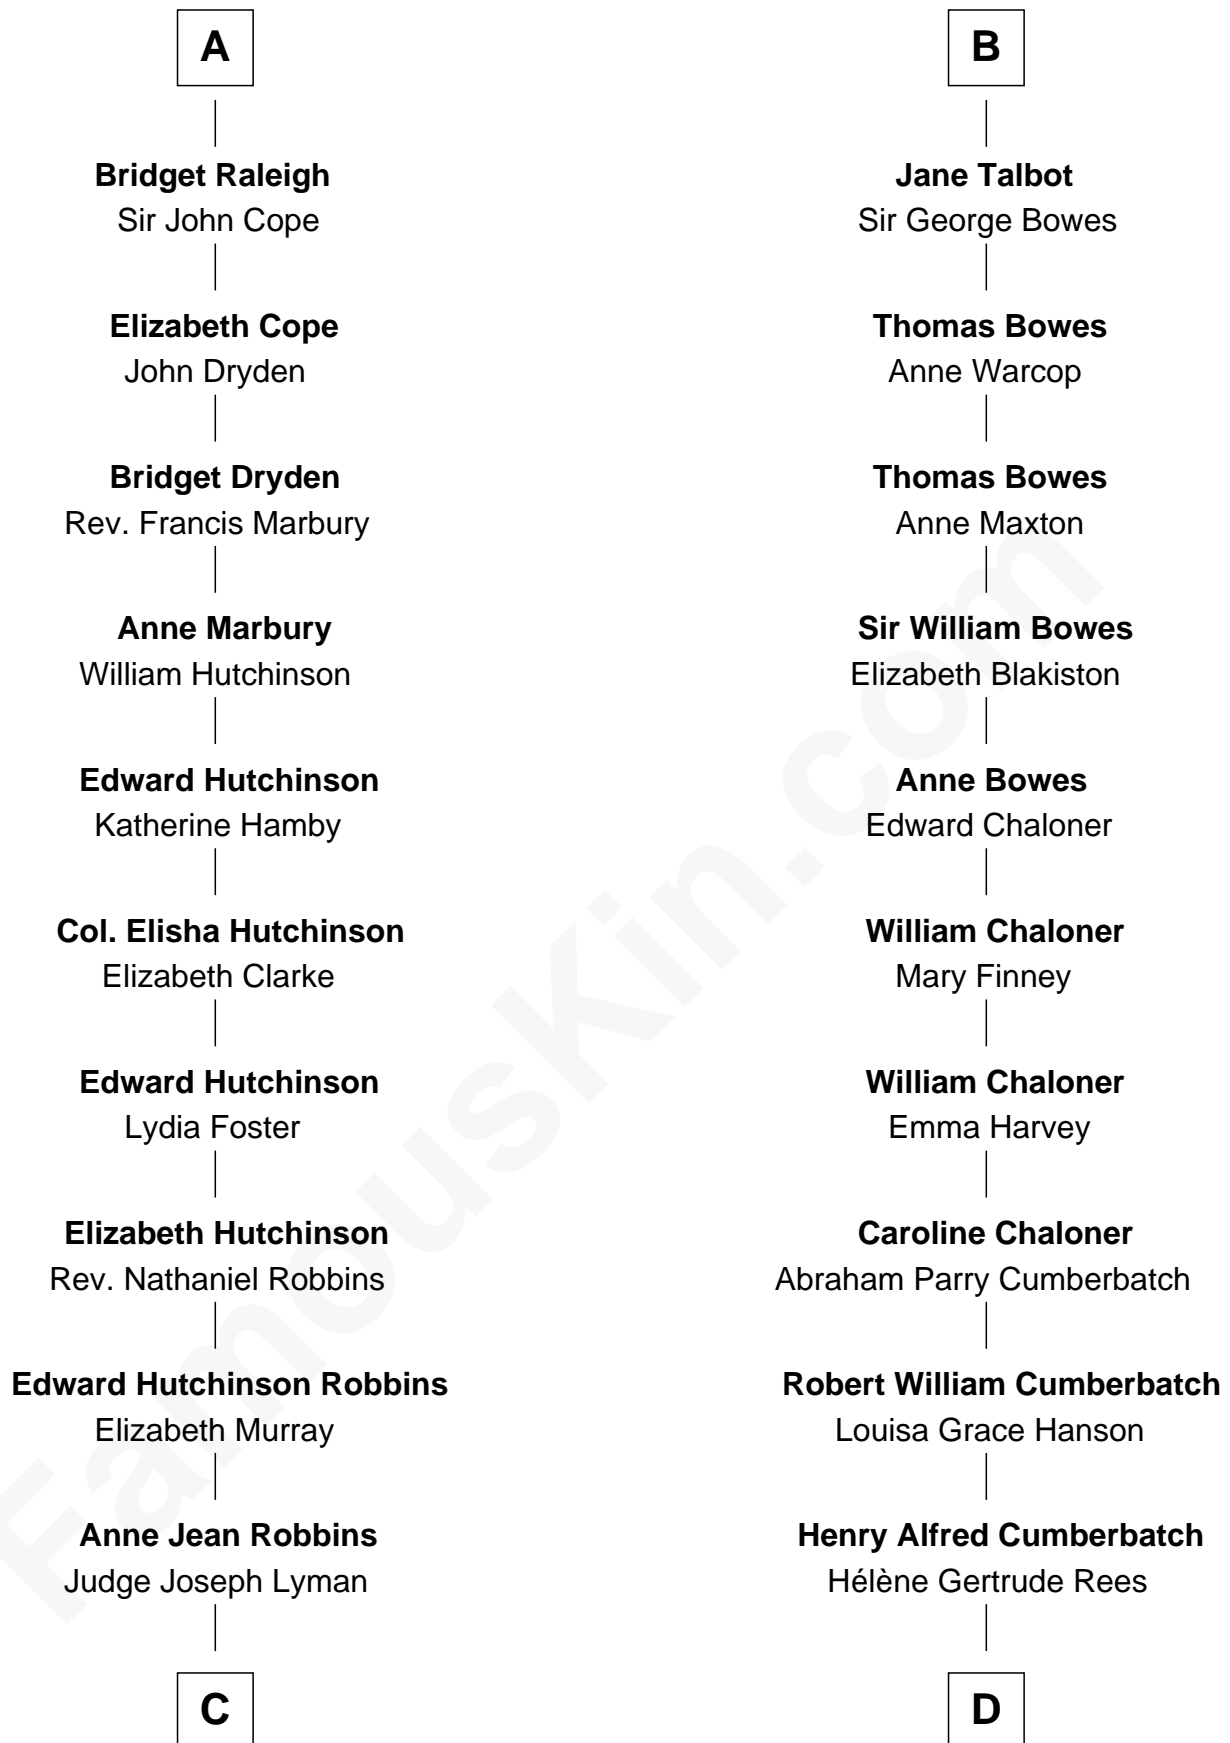 A
Bridget Raleigh
Sir John Cope
Elizabeth Cope
John Dryden
Bridget Dryden
Rev. Francis Marbury
Anne Marbury
William Hutchinson
Edward Hutchinson
Katherine Hamby
Col. Elisha Hutchinson
Elizabeth Clarke
Edward Hutchinson
Lydia Foster
Elizabeth Hutchinson
Rev. Nathaniel Robbins
Edward Hutchinson Robbins
Elizabeth Murray
Anne Jean Robbins
Judge Joseph Lyman
C
B
Jane Talbot
Sir George Bowes
Thomas Bowes
Anne Warcop
Thomas Bowes
Anne Maxton
Sir William Bowes
Elizabeth Blakiston
Anne Bowes
Edward Chaloner
William Chaloner
Mary Finney
William Chaloner
Emma Harvey
Caroline Chaloner
Abraham Parry Cumberbatch
Robert William Cumberbatch
Louisa Grace Hanson
Henry Alfred Cumberbatch
Hélène Gertrude Rees
D
FamousKin.com